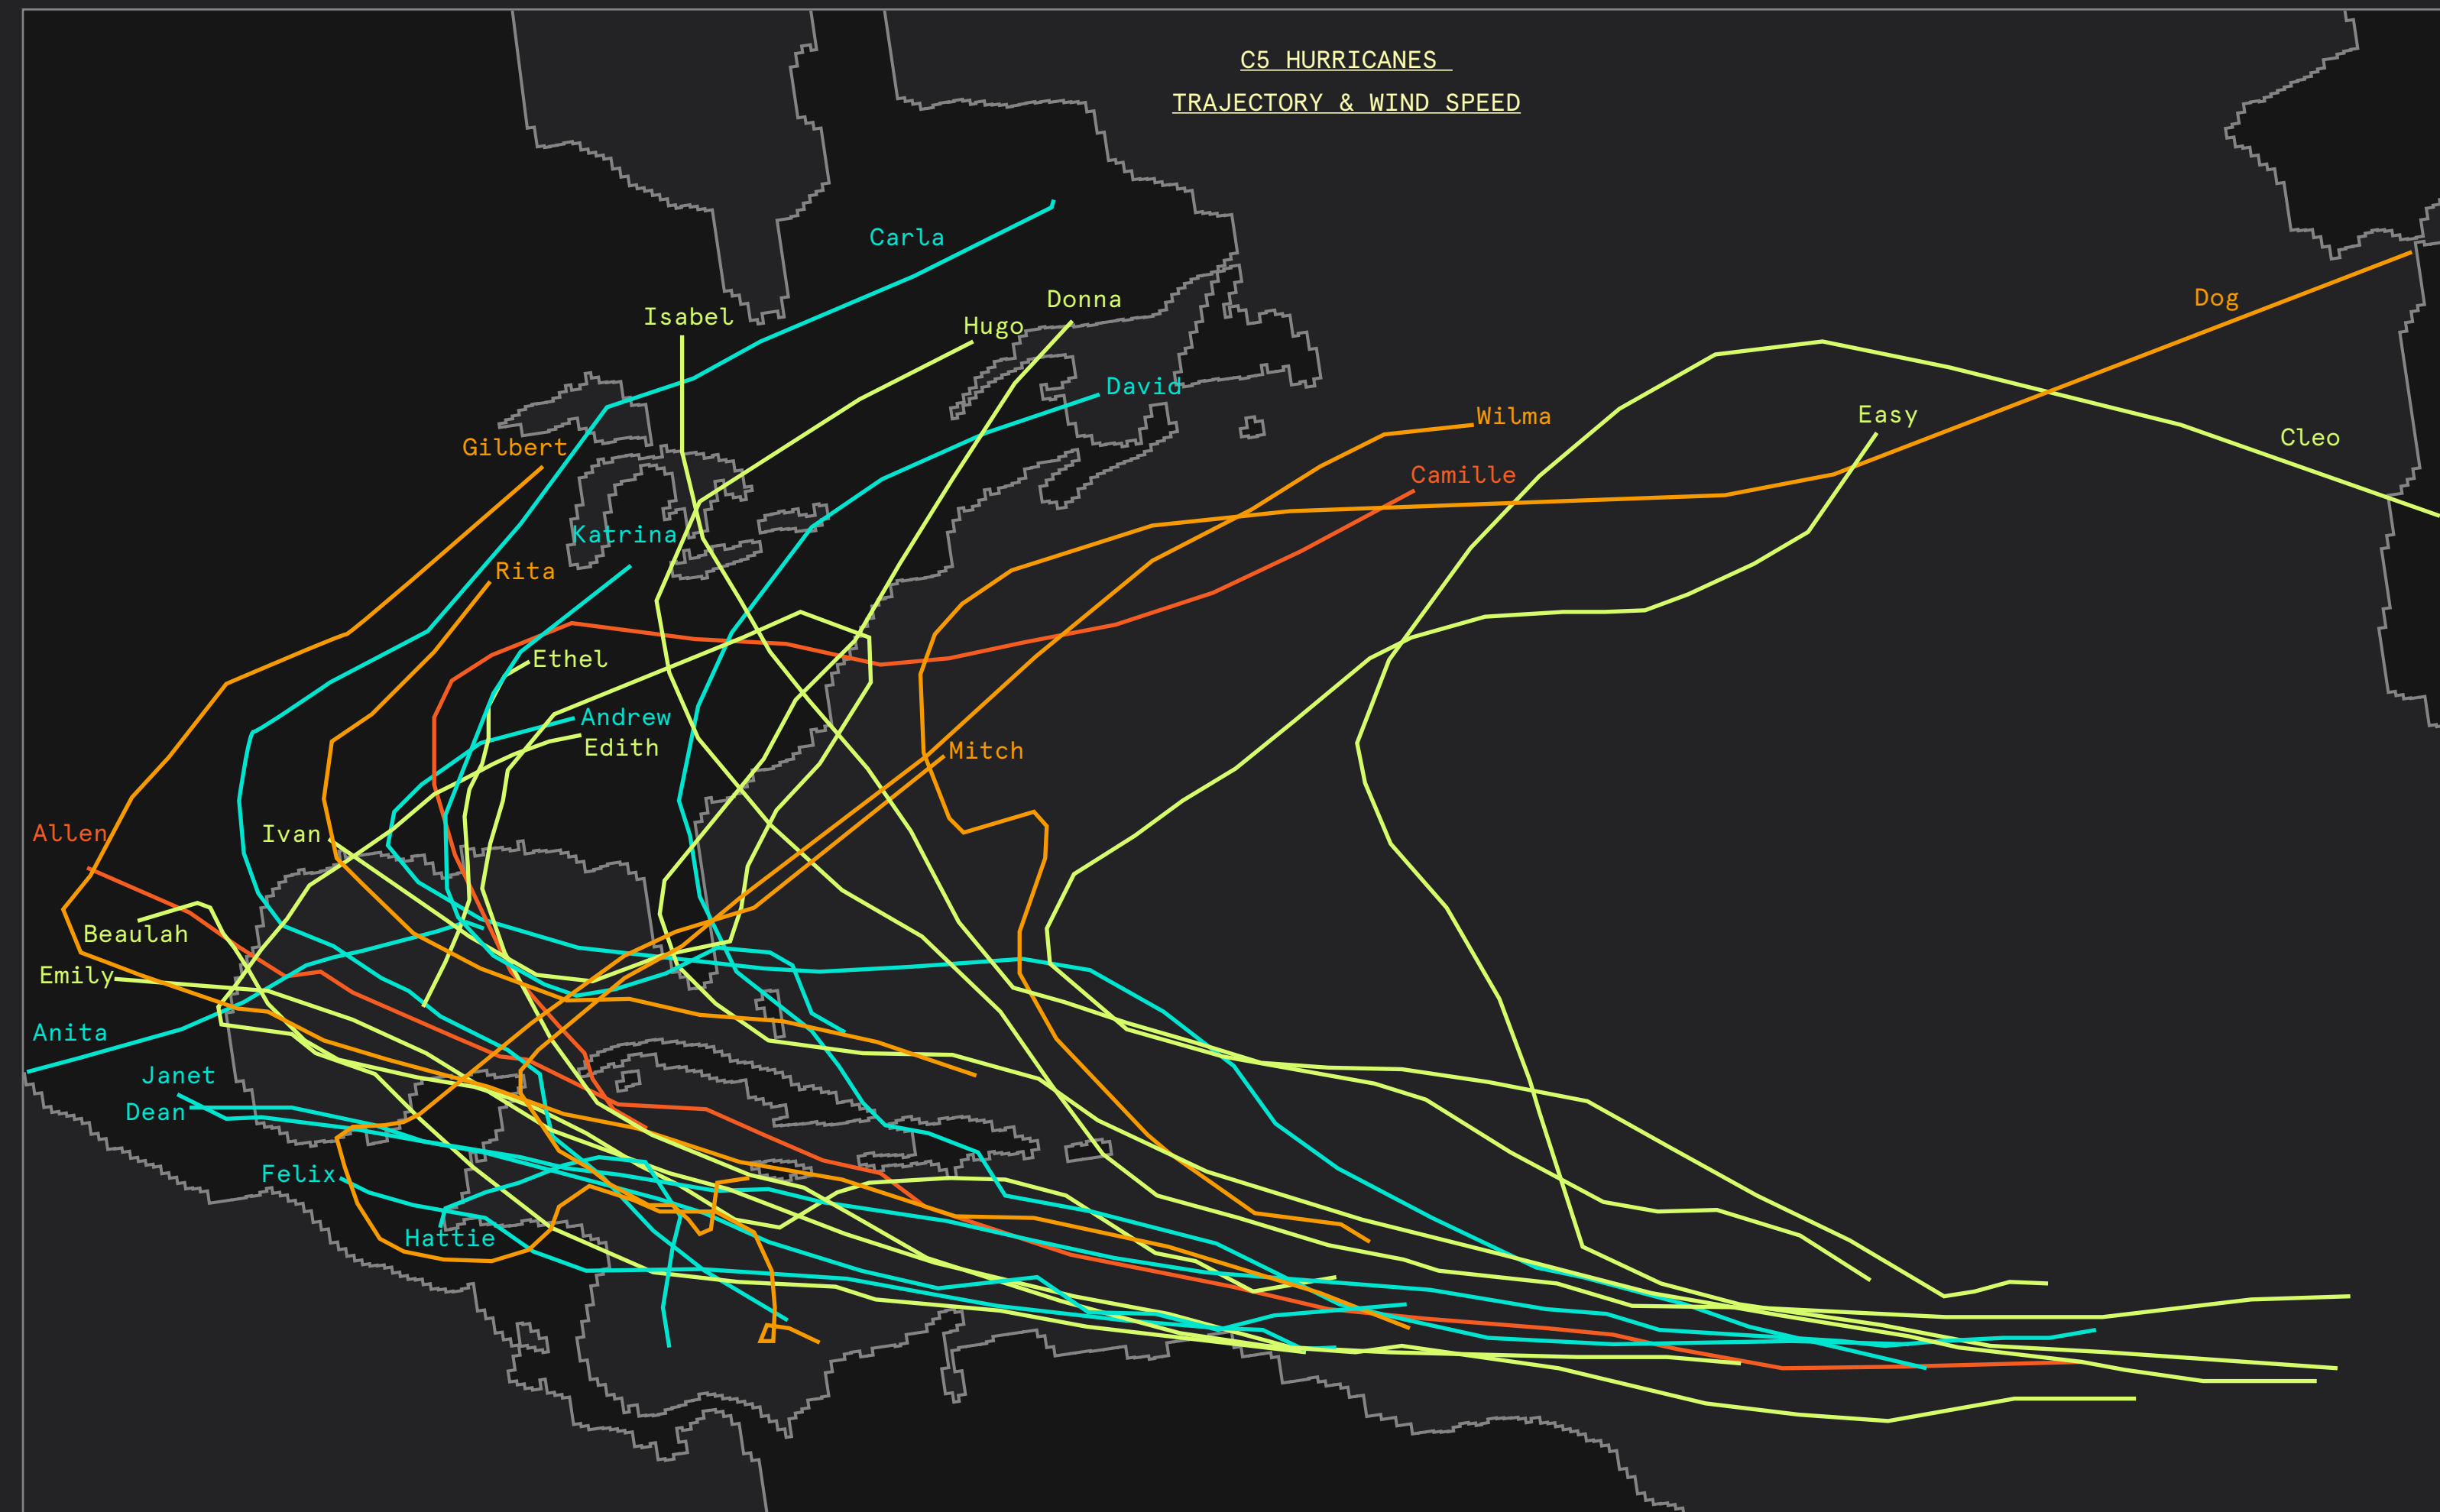 C5 HURRICANES
TRAJECTORY & WIND SPEED
Carla
Dog
Donna
Isabel
Hugo
David
Wilma
Easy
Cleo
Gilbert
Camille
Katrina
Rita
Ethel
Andrew
Edith
Mitch
Allen
Ivan
Beaulah
Emily
Anita
Janet
Dean
Felix
Hattie